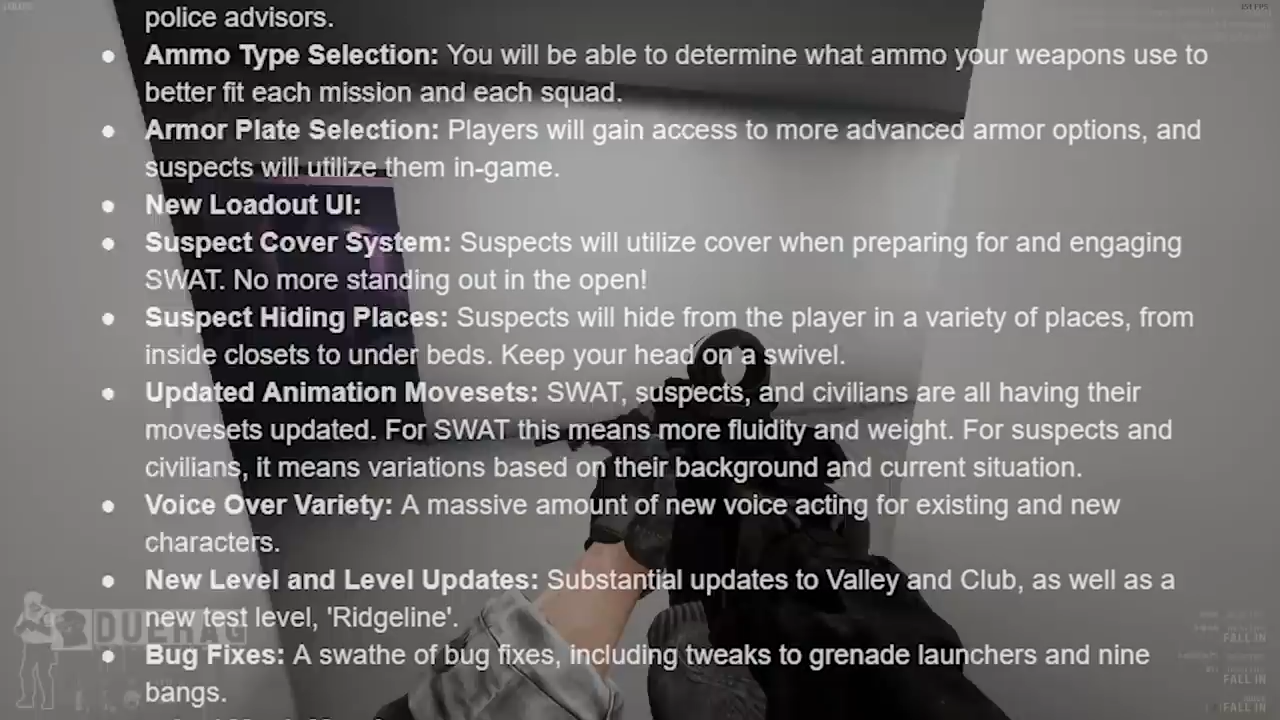 151 FPS
police advisors.
● Ammo Type Selection: You will be able to determine what ammo your weapons use to
better fit each mission and each squad.
● Armor Plate Selection: Players will gain access to more advanced armor options, and
suspects will utilize them in-game.
● New Loadout UI:
● Suspect Cover System: Suspects will utilize cover when preparing for and engaging
SWAT. No more standing out in the open!
● Suspect Hiding Places: Suspects will hide from the player in a variety of places, from
inside closets to under beds. Keep your head on a swivel.
● Updated Animation Movesets: SWAT, suspects, and civilians are all having their
movesets updated. For SWAT this means more fluidity and weight. For suspects and
civilians, it means variations based on their background and current situation.
● Voice Over Variety: A massive amount of new voice acting for existing and new
characters.
● New Level and Level Updates: Substantial updates to Valley and Club, as well as a
new test level, 'Ridgeline'.
DUERAG
FALL IN
● Bug Fixes: A swathe of bug fixes, including tweaks to grenade launchers and nine
FALL IN
bangs.
FALL IN